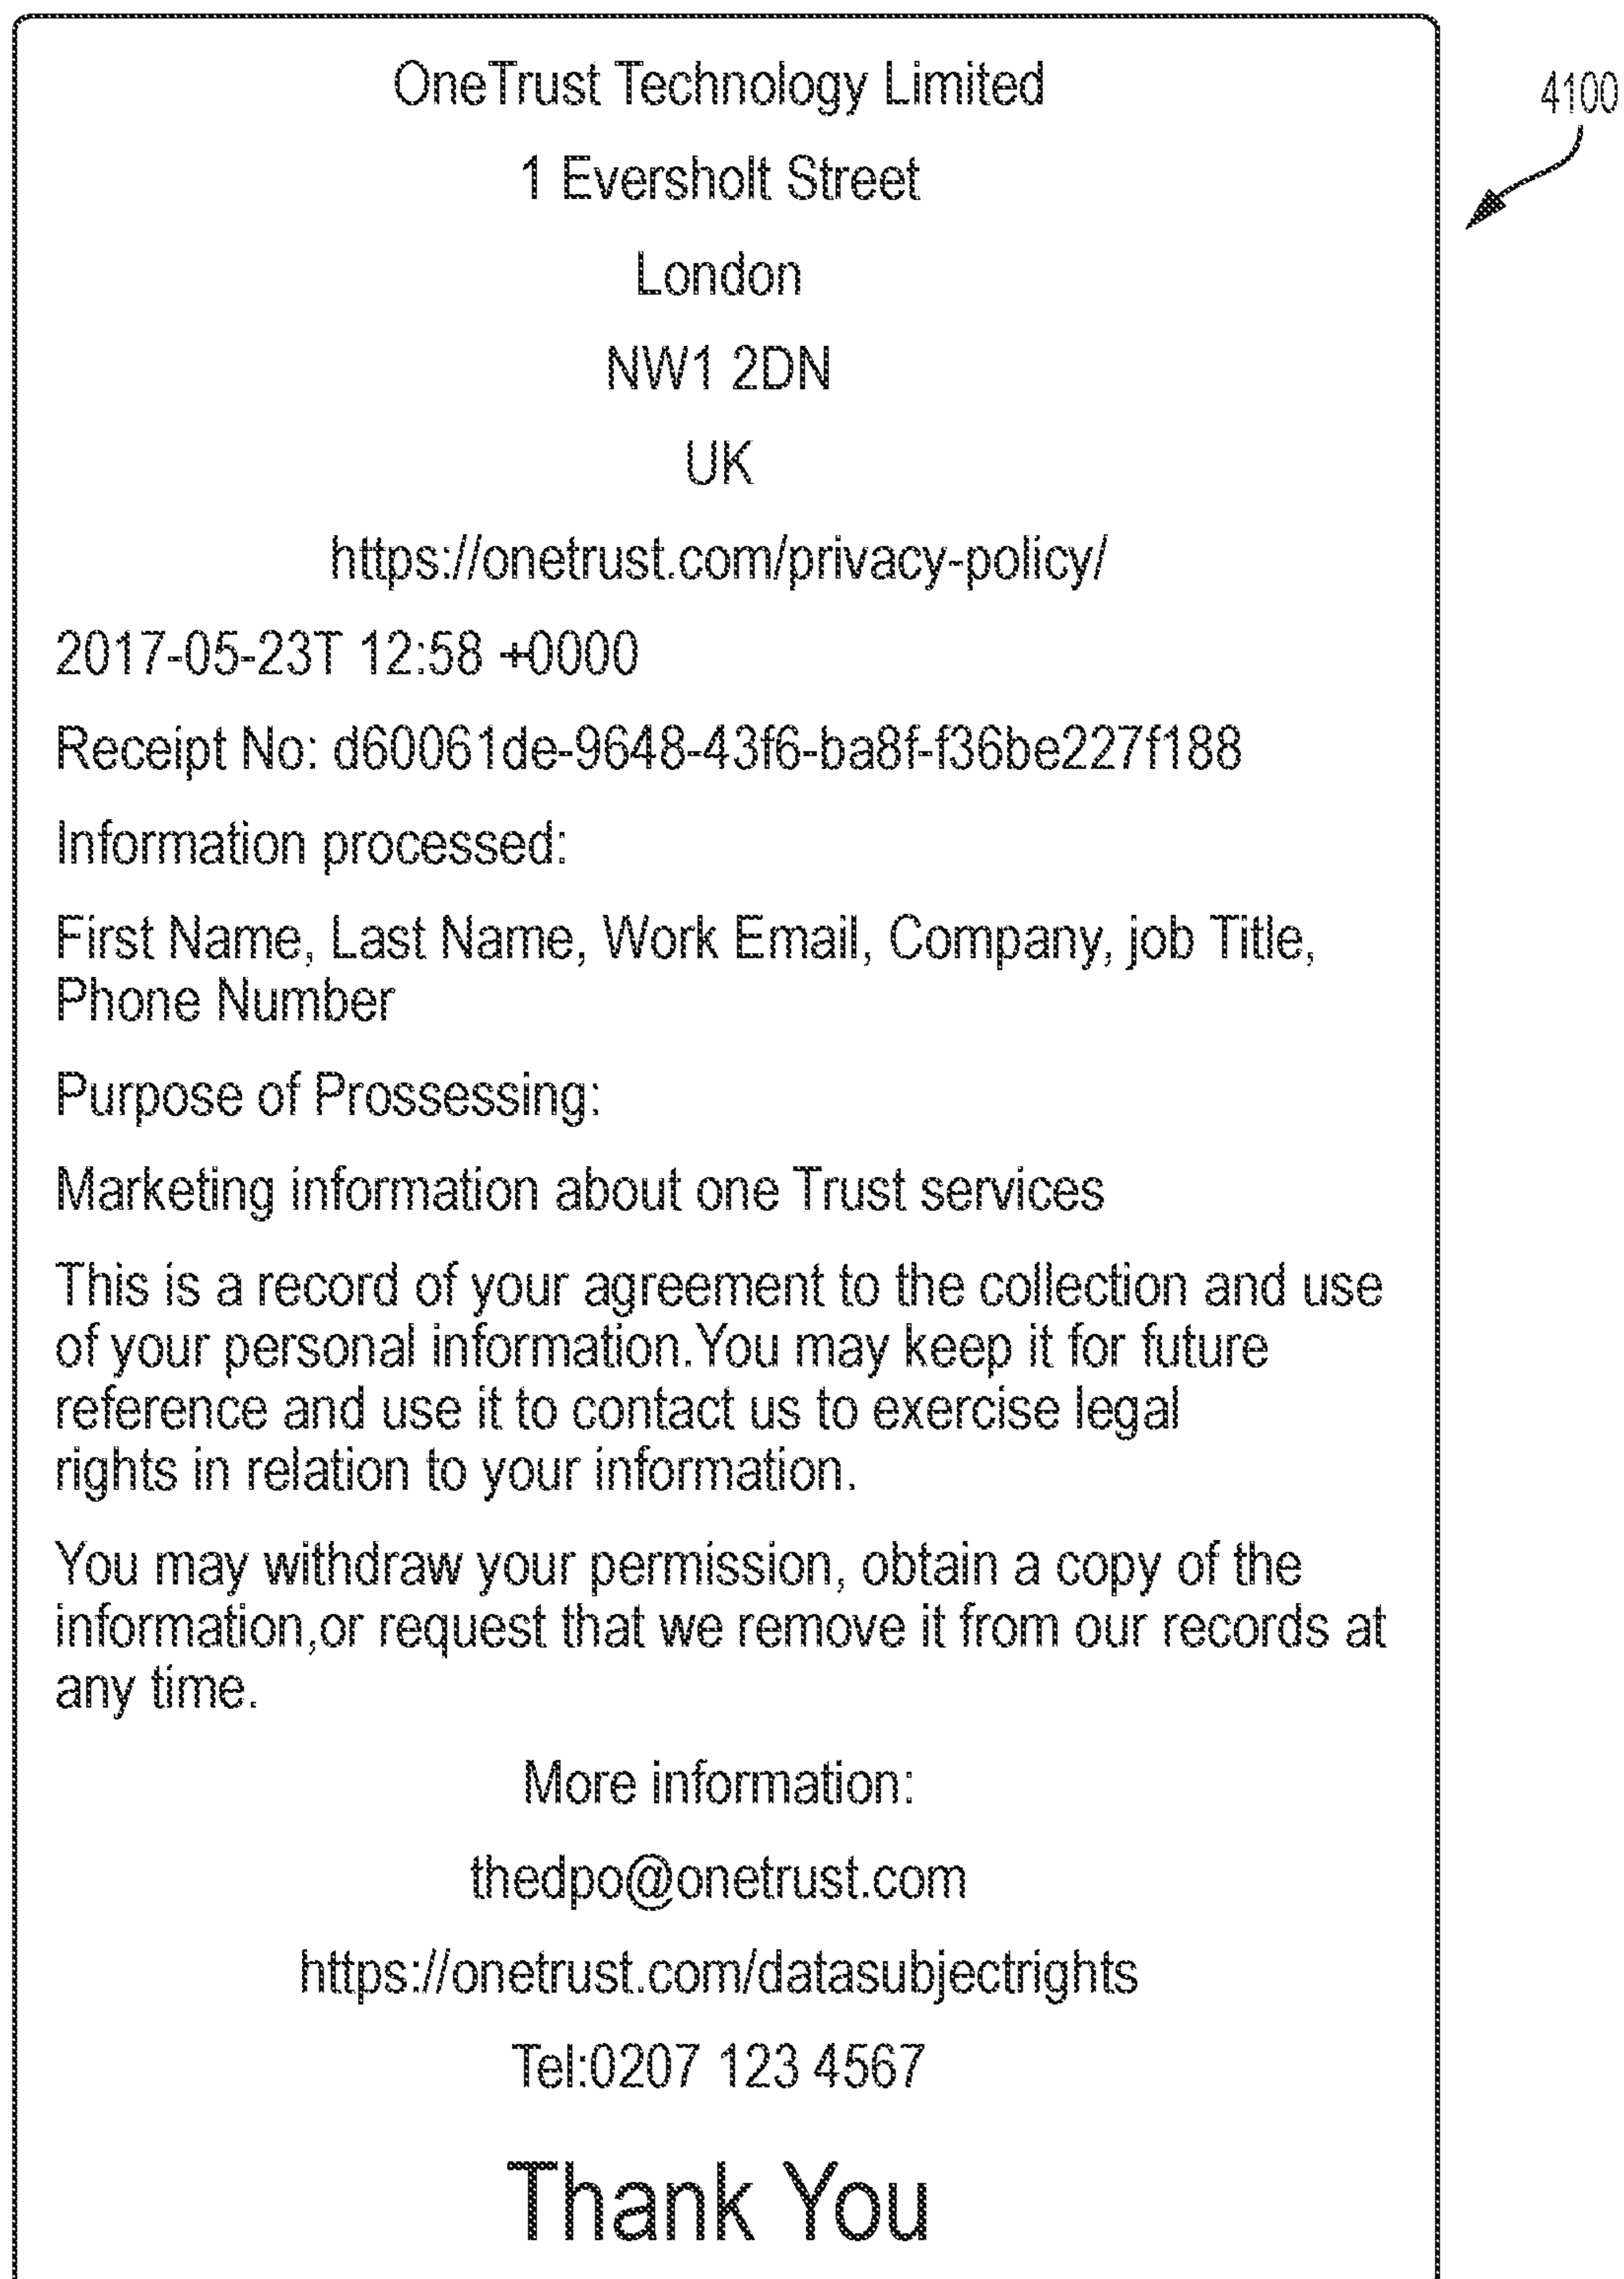 OneTrust Technology Limited
4100
1 Eversholt Street
London
NW1 2DN
UK
https://onetrust.com/privacy-policy/
2017-05-23T 12:58 +0000
Receipt No: d60061de-9648-43f6-ba8f-f36be227f188
Information processed:
First Name, Last Name, Work Email, Company, job Title,
Phone Number
Purpose of Prossessing:
Marketing information about one Trust services
This is a record of your agreement to the collection and use
of your personal information.You may keep it for future
reference and use it to contact us to exercise legal
rights in relation to your information.
You may withdraw your permission, obtain a copy of the
information,or request that we remove it from our records at
any time.
More information:
thedpo@onetrust.com
https://onetrust.com/datasubjectrights
Tel:0207 123 4567
Thank You